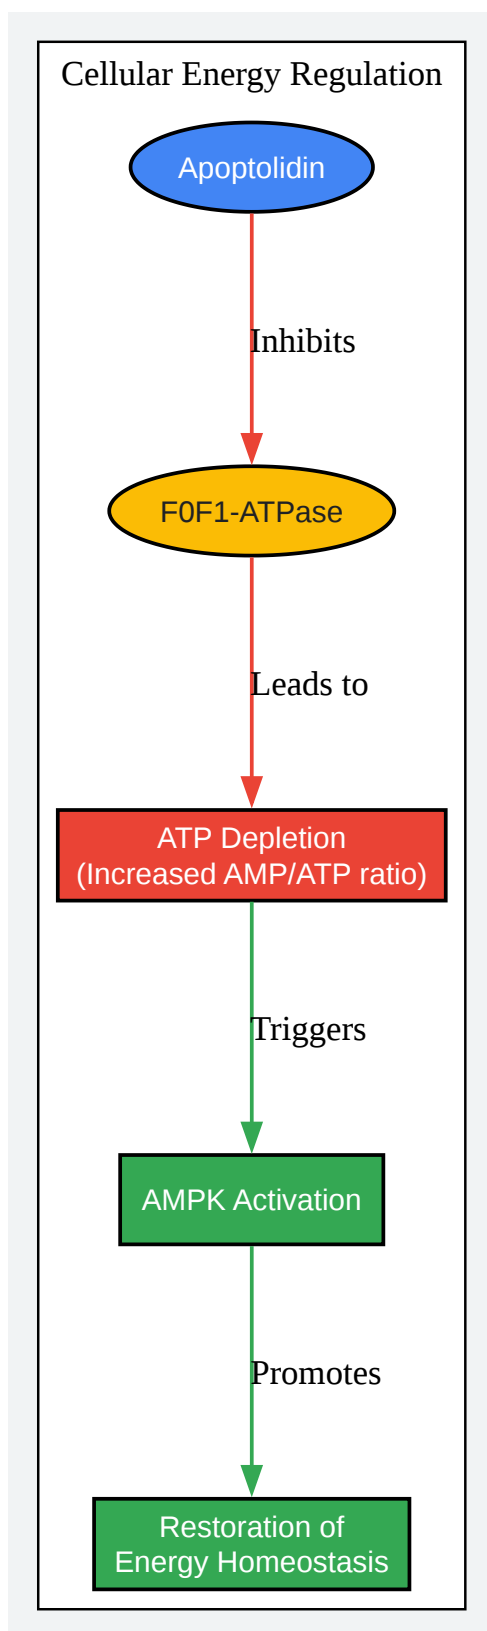 Cellular Energy Regulation
Apoptolidin
Inhibits
F0F1-ATPase
Leads to
ATP Depletion
(Increased AMP/ATP ratio)
Triggers
AMPK Activation
Promotes
Restoration of
Energy Homeostasis